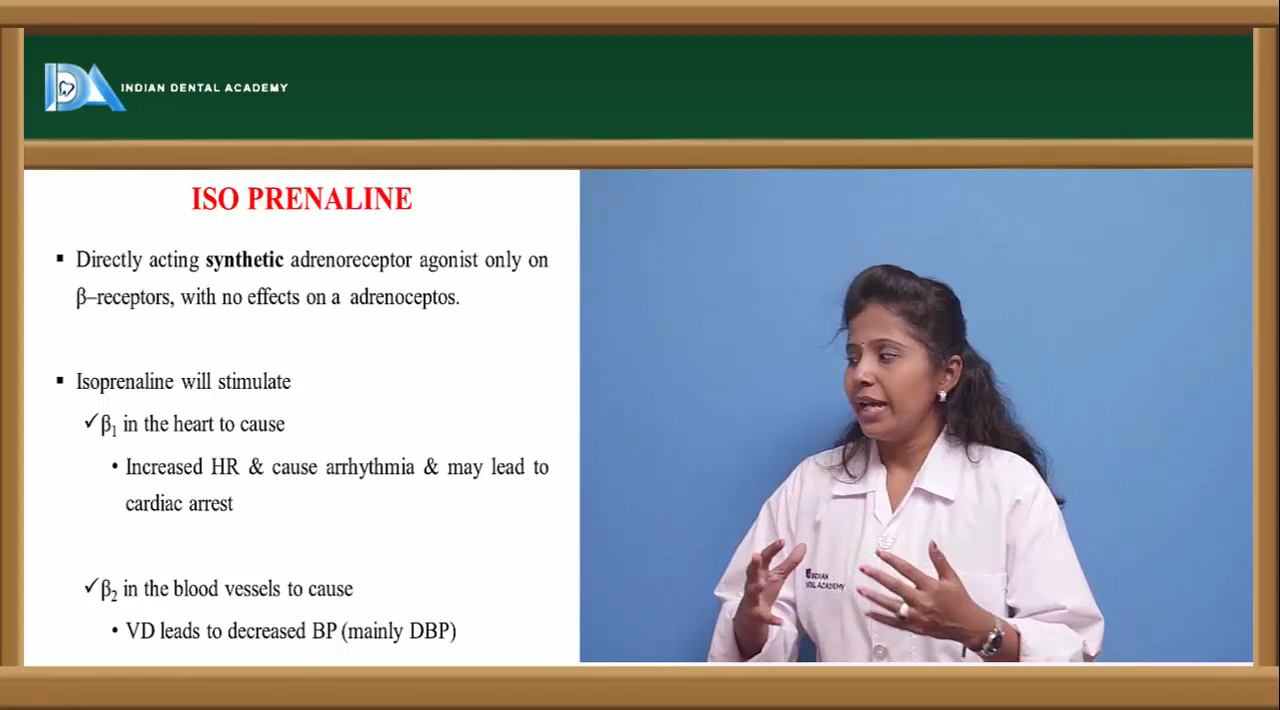 INDIAN DENTAL ACADEMY
ISO PRENALINE
▪ Directly acting synthetic adrenoreceptor agonist only on
β–receptors, with no effects on a adrenoceptos.
▪ Isoprenaline will stimulate
✓β₁ in the heart to cause
• Increased HR & cause arrhythmia & may lead to
cardiac arrest
✓β₂ in the blood vessels to cause
• VD leads to decreased BP (mainly DBP)
INDIAN
ACADEMY